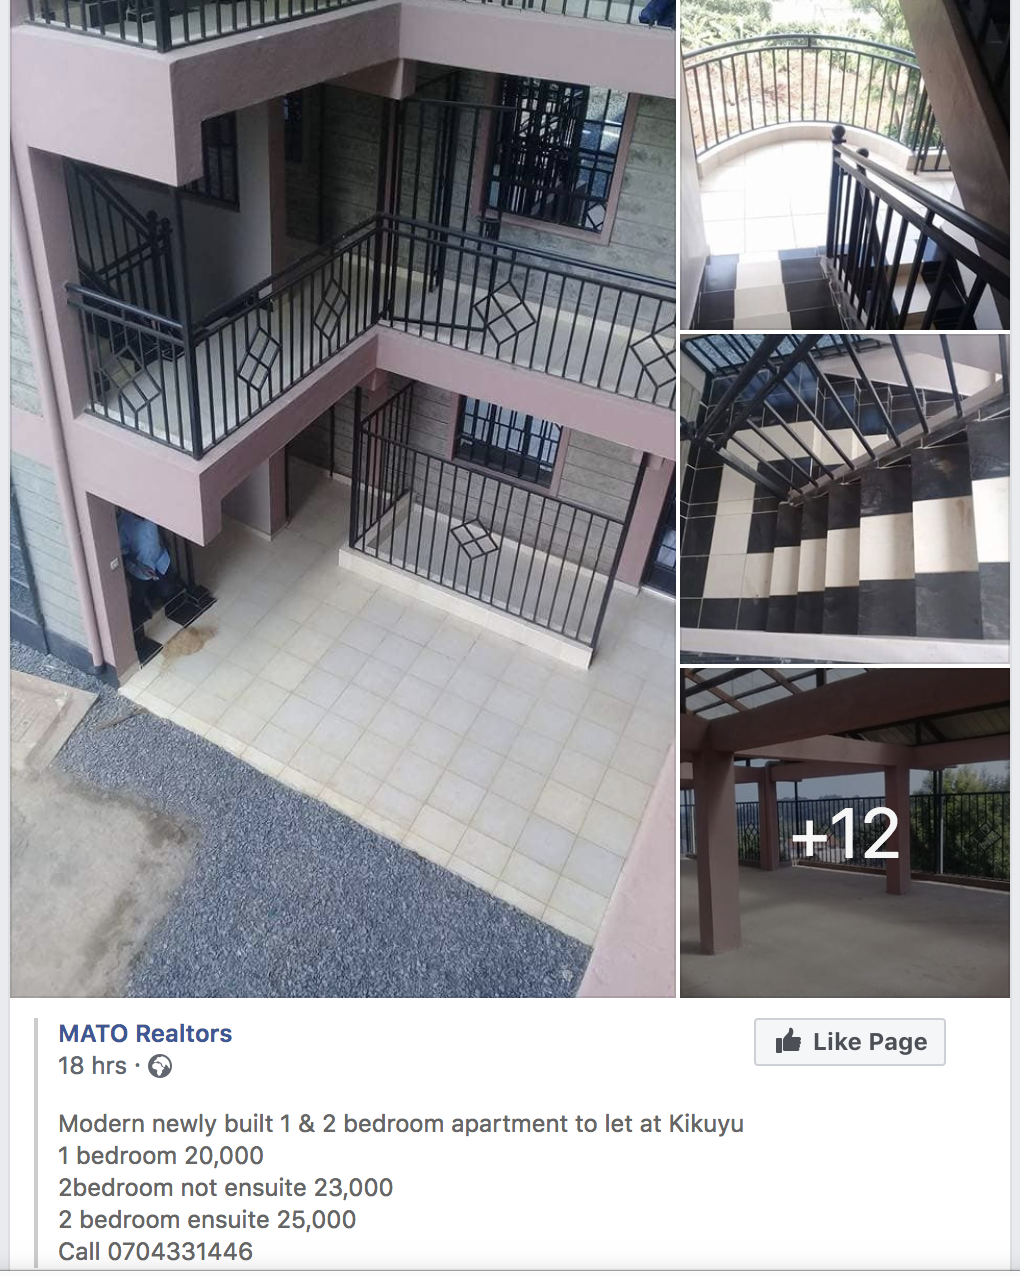 +12
MATO Realtors
Like Page
18 hrs ·
Modern newly built 1 & 2 bedroom apartment to let at Kikuyu
1 bedroom 20,000
2bedroom not ensuite 23,000
2 bedroom ensuite 25,000
Call 0704331446